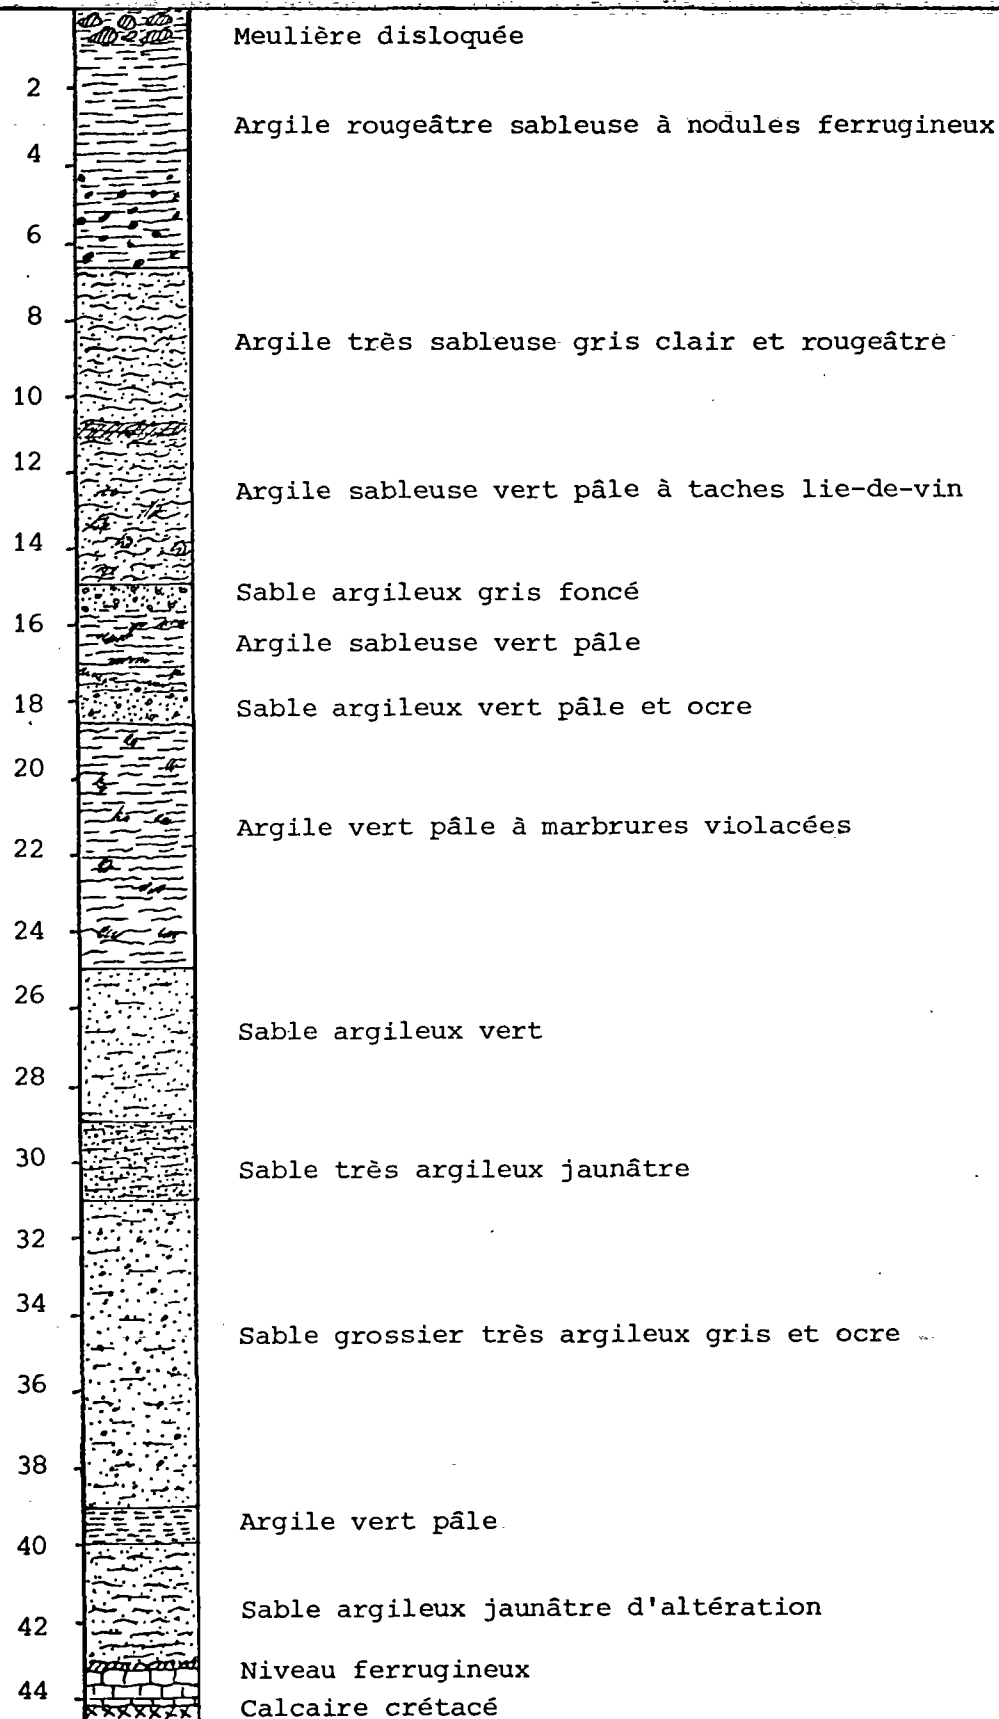 Meulière disloquée
2
Argile rougeâtre sableuse à nodules ferrugineux
4
6
8
Argile très sableuse gris clair et rougeâtre
10
12
Argile sableuse vert pâle à taches lie-de-vin
14
Sable argileux gris foncé
16
Argile sableuse vert pâle
18
Sable argileux vert pâle et ocre
20
Argile vert pâle à marbrures violacées
22
24
26
Sable argileux vert
28
30
Sable très argileux jaunâtre
32
34
Sable grossier très argileux gris et ocre
36
38
Argile vert pâle
40
Sable argileux jaunâtre d'altération
42
Niveau ferrugineux
44
Calcaire crétacé